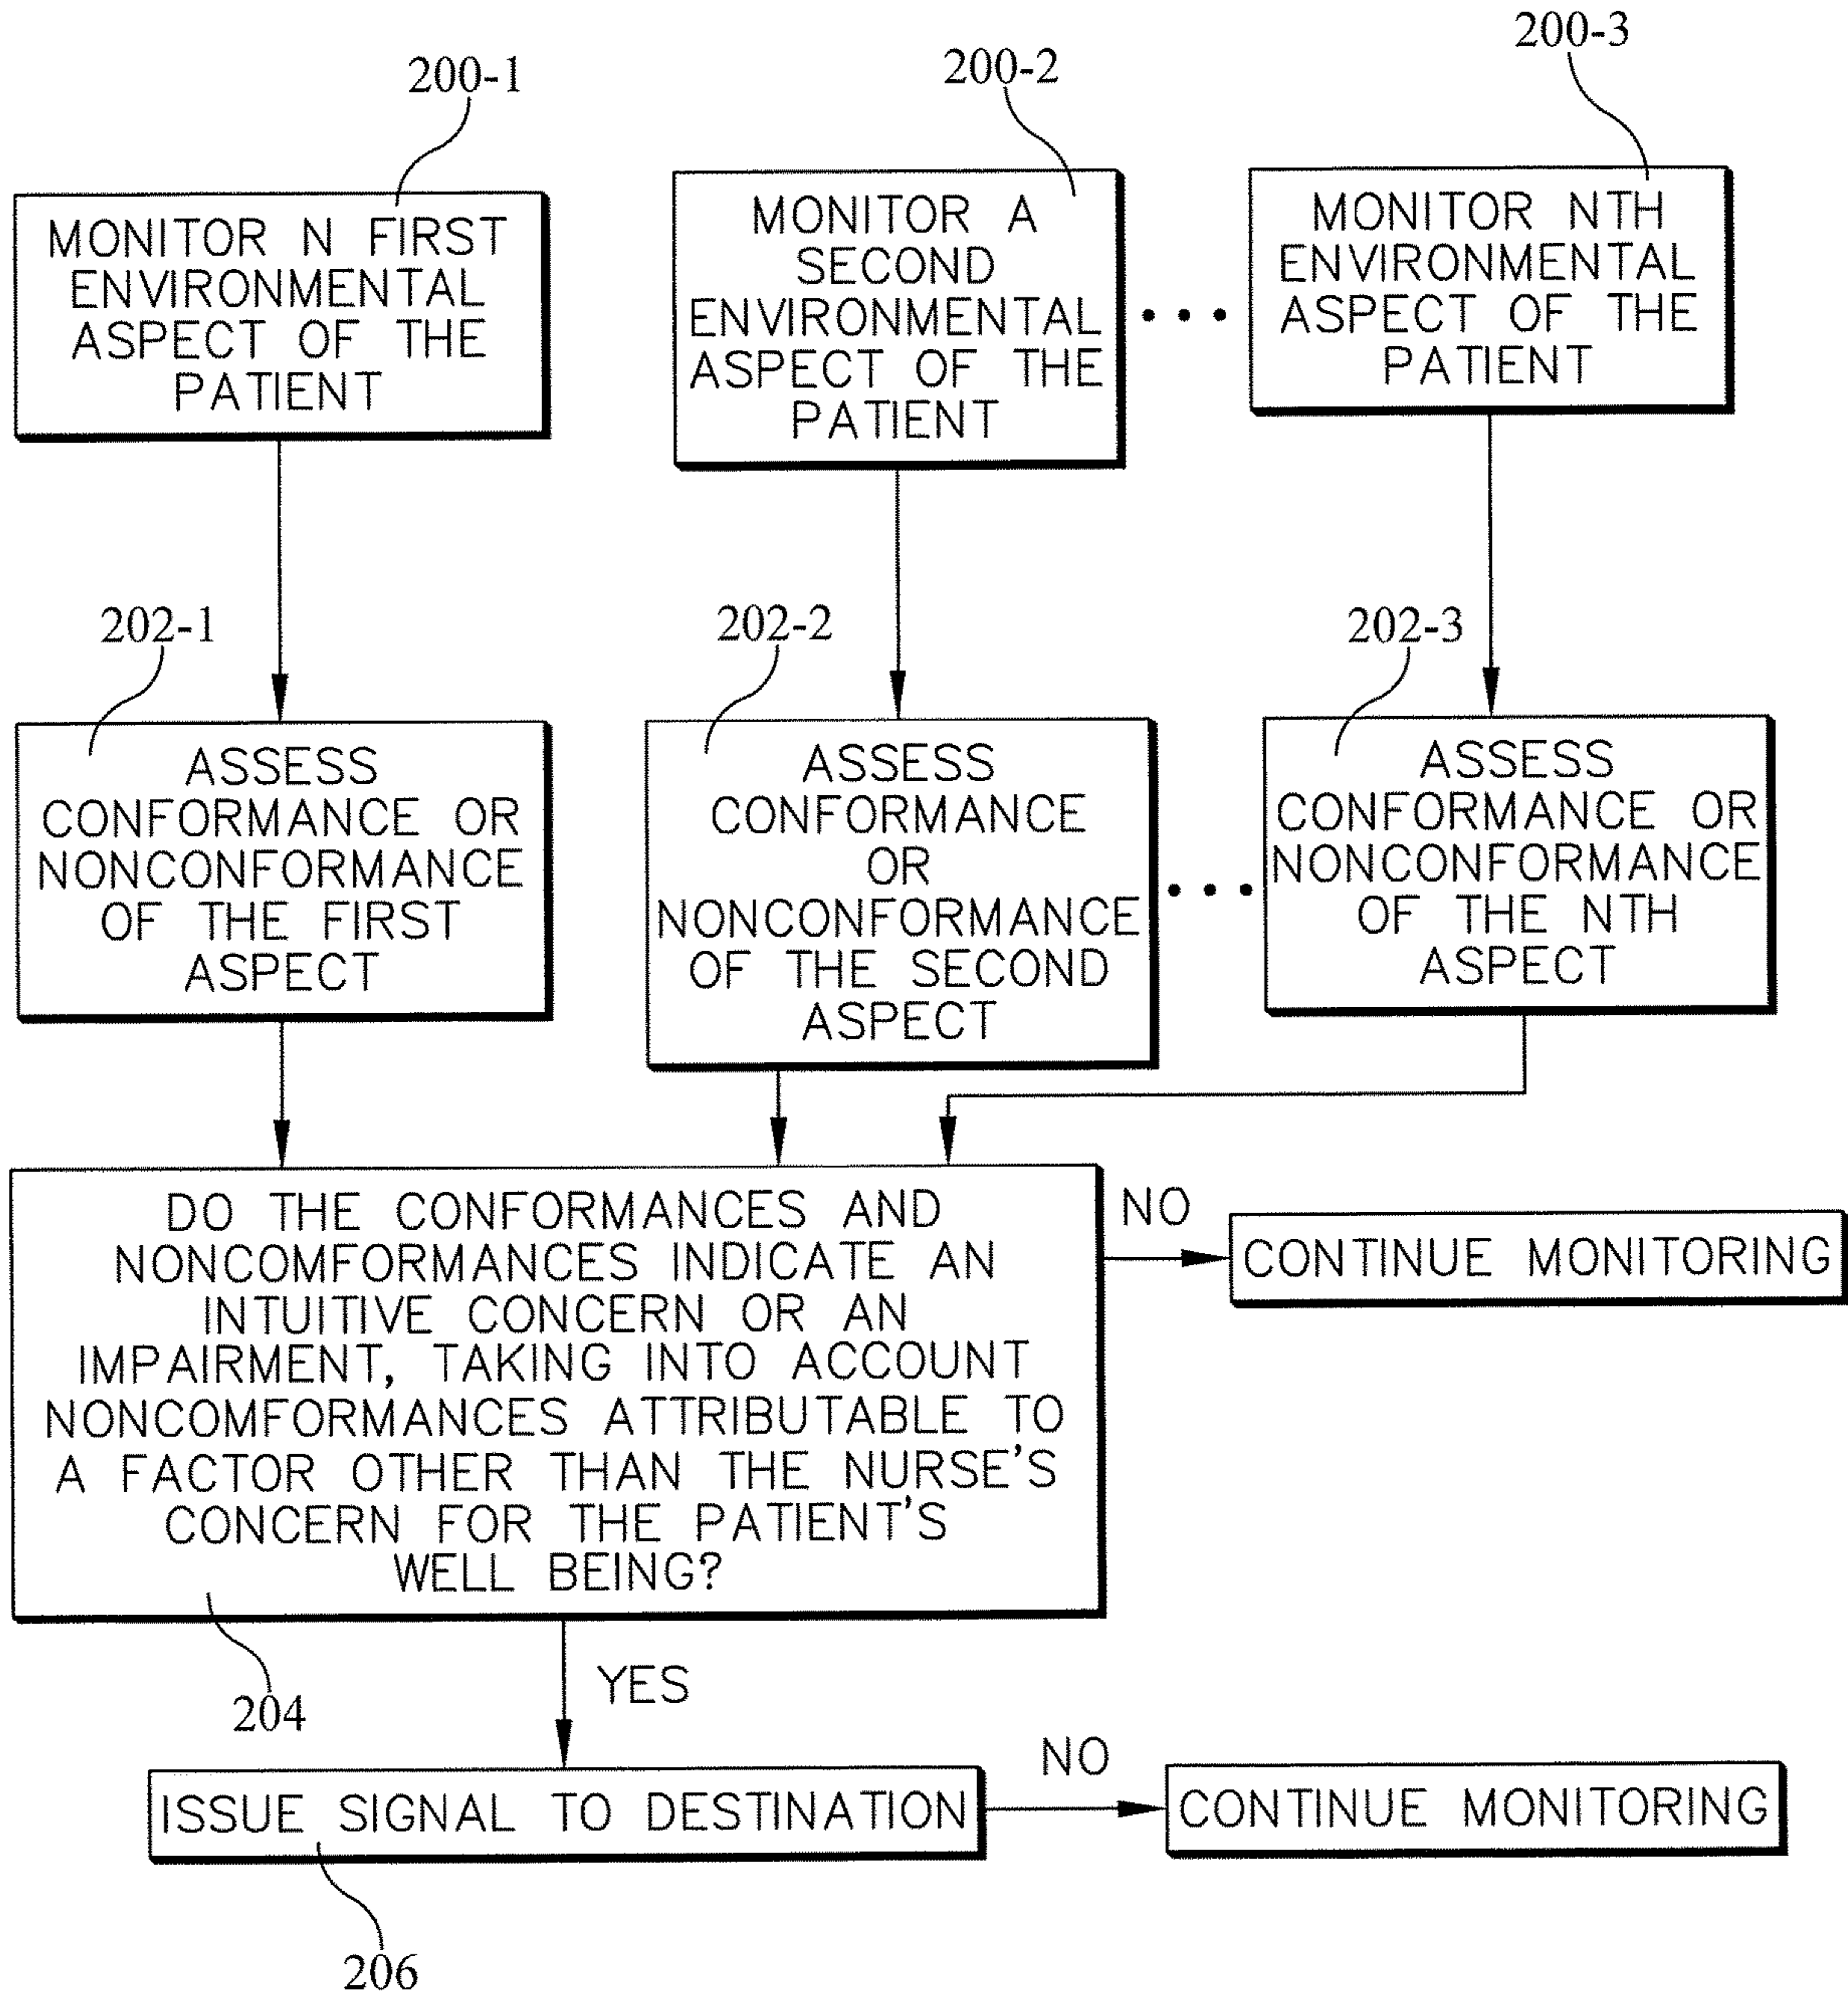 200-1
200-2
200-3
MONITOR N FIRST
ENVIRONMENTAL
ASPECT OF THE
PATIENT
MONITOR A
SECOND
ENVIRONMENTAL
ASPECT OF THE
PATIENT
MONITOR NTH
ENVIRONMENTAL
ASPECT OF THE
PATIENT
202-1
202-2
202-3
ASSESS
CONFORMANCE OR
NONCONFORMANCE
OF THE FIRST
ASPECT
ASSESS
CONFORMANCE
OR
NONCONFORMANCE
OF THE SECOND
ASPECT
ASSESS
CONFORMANCE OR
NONCONFORMANCE
OF THE NTH
ASPECT
DO THE CONFORMANCES AND
NONCOMFORMANCES INDICATE AN
INTUITIVE CONCERN OR AN
IMPAIRMENT, TAKING INTO ACCOUNT
NONCOMFORMANCES ATTRIBUTABLE TO
A FACTOR OTHER THAN THE NURSE'S
CONCERN FOR THE PATIENT'S
WELL BEING?
NO
CONTINUE MONITORING
204
YES
ISSUE SIGNAL TO DESTINATION
NO
CONTINUE MONITORING
206